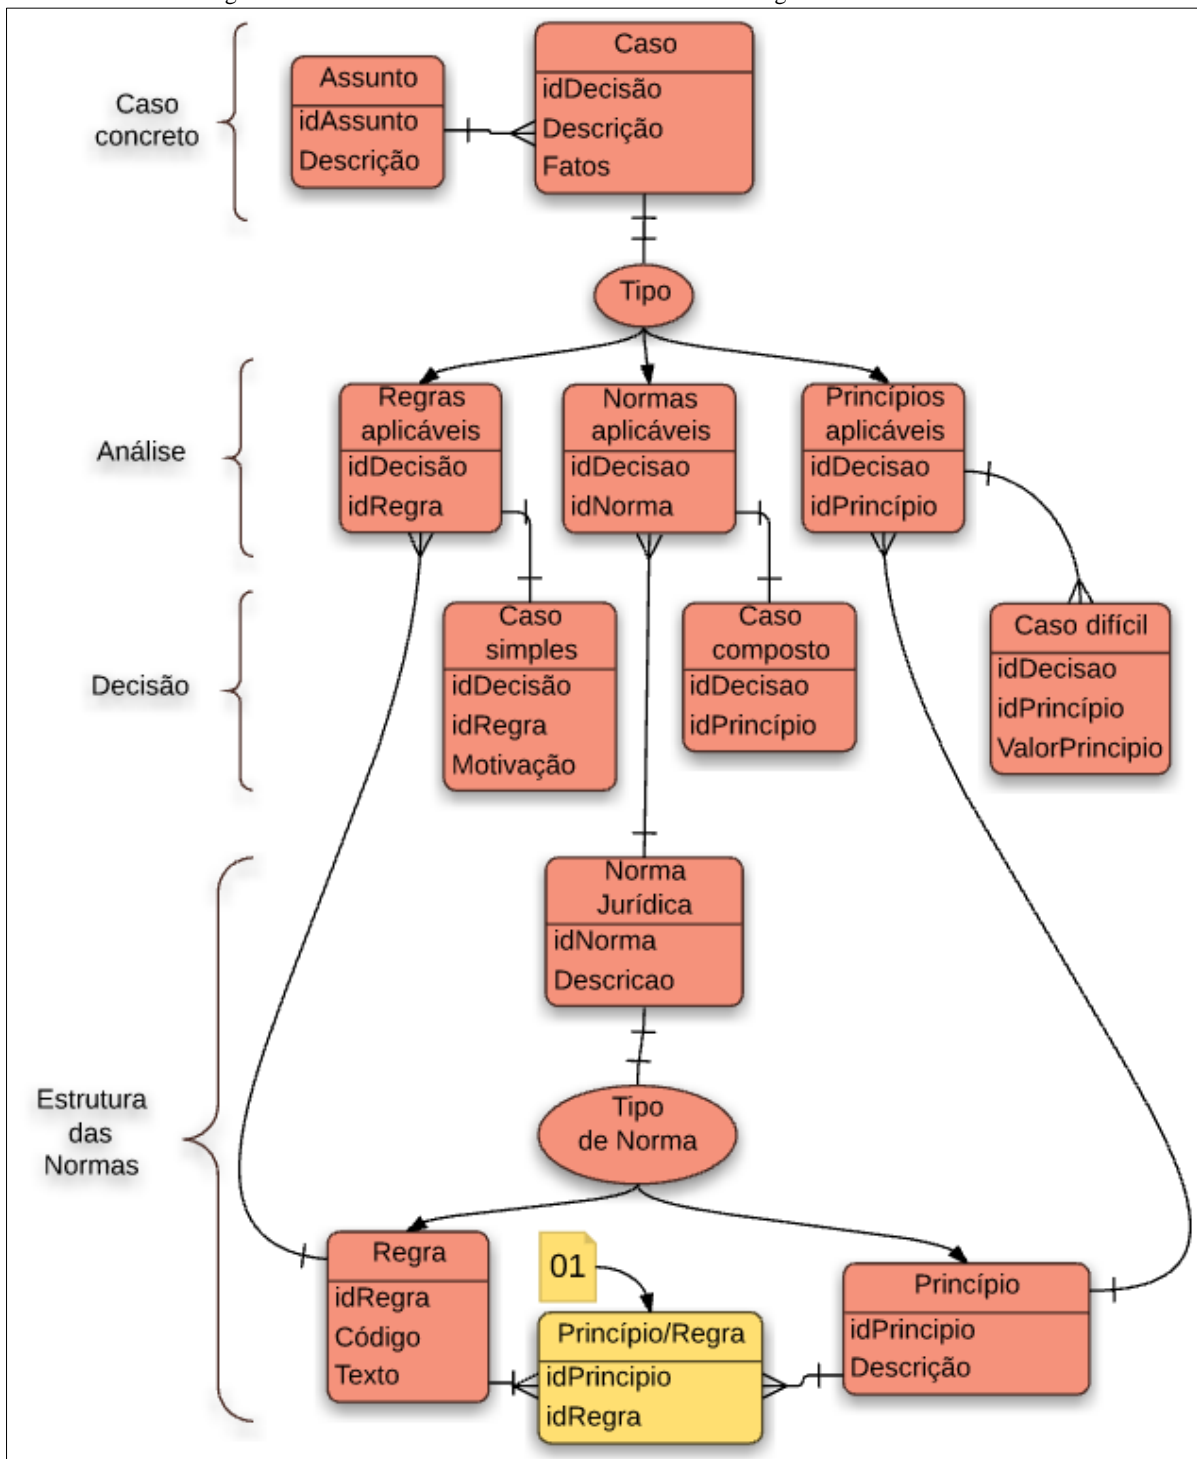 Caso
concreto
Assunto
idAssunto
Descrição
Caso
idDecisão
Descrição
Fatos
Tipo
Análise
Regras
aplicáveis
idDecisão
idRegra
Normas
aplicáveis
idDecisao
idNorma
Princípios
aplicáveis
idDecisao
idPrincípio
Decisão
Caso
simples
idDecisão
idRegra
Motivação
Caso
composto
idDecisao
idPrincípio
Caso difícil
idDecisao
idPrincípio
ValorPrincipio
Norma
Jurídica
idNorma
Descricao
Estrutura
das
Normas
Tipo
de Norma
Regra
idRegra
Código
Texto
01
Princípio/Regra
idPrincipio
idRegra
Princípio
idPrincipio
Descrição